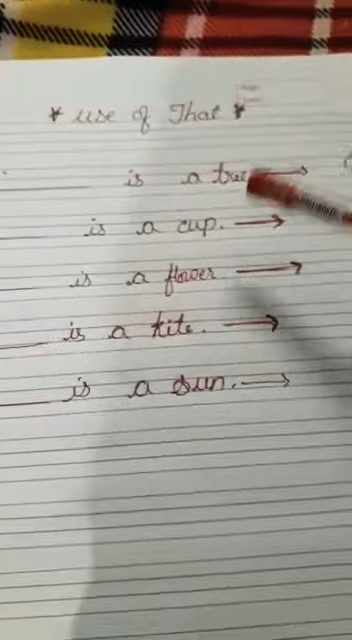 * use of That *
is a tree
is a cup.
is a flower
is a kite.
is a sun.